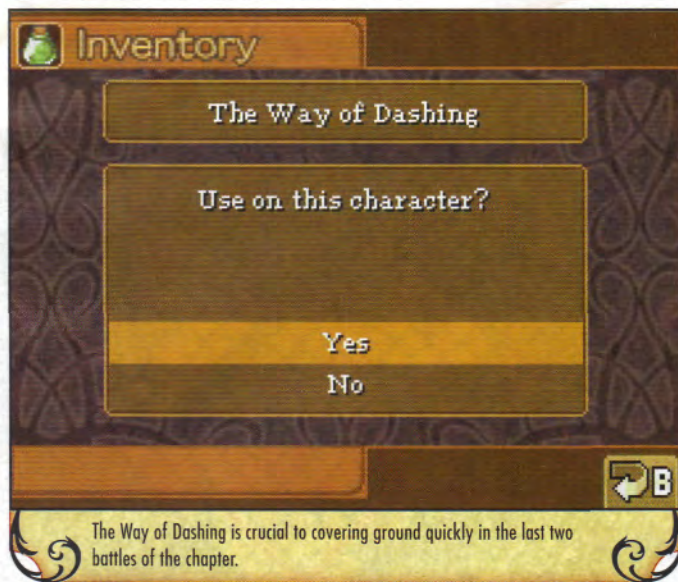 Inventory
The Way of Dashing
Use on this character?
Yes
No
B
The Way of Dashing is crucial to covering ground quickly in the last two
battles of the chapter.